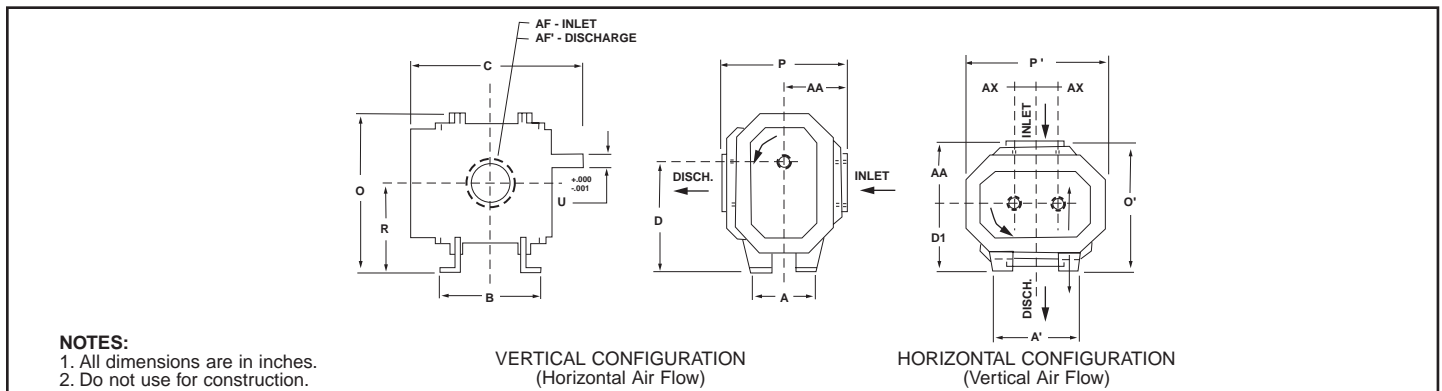 AF - INLET
AF' - DISCHARGE
C
O
R
B
U
+.000
-.001
P
AA
DISCH.
INLET
D
A
P '
AX
AX
INLET
AA
D1
O'
DISCH.
A'
NOTES:
1. All dimensions are in inches.
2. Do not use for construction.
VERTICAL CONFIGURATION
(Horizontal Air Flow)
HORIZONTAL CONFIGURATION
(Vertical Air Flow)